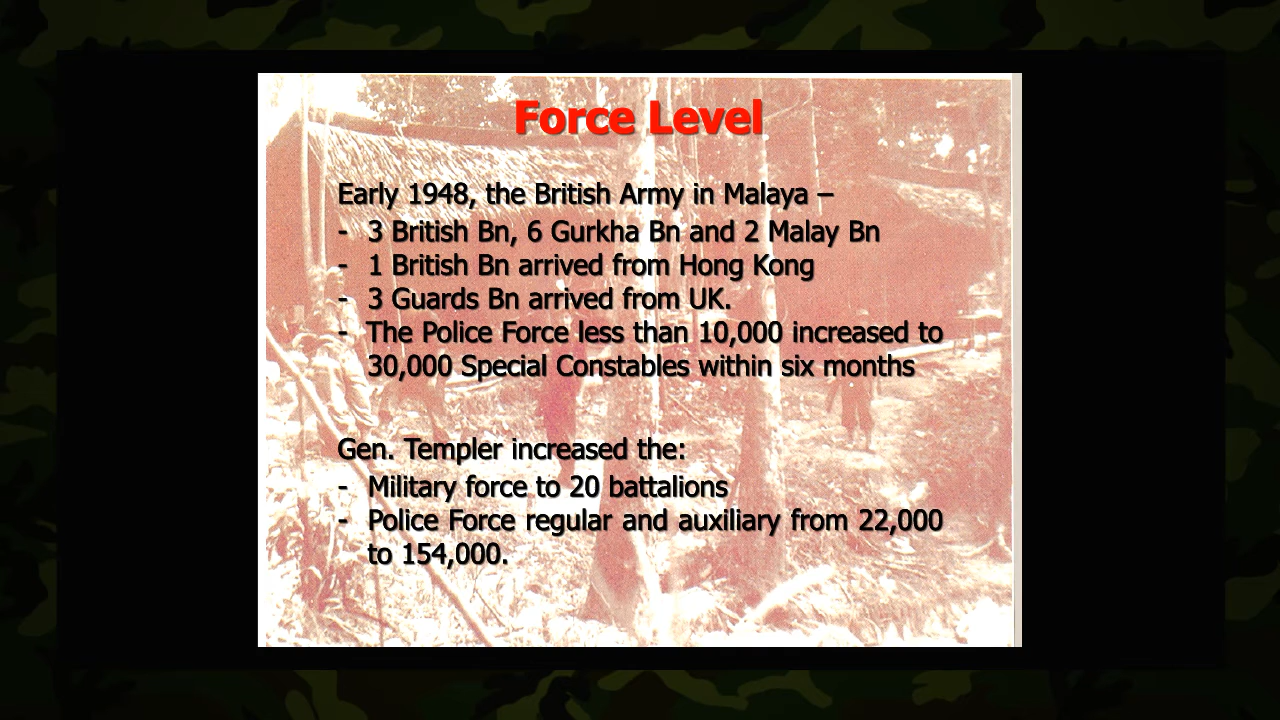 Force Level
Early 1948, the British Army in Malaya –
- 3 British Bn, 6 Gurkha Bn and 2 Malay Bn
- 1 British Bn arrived from Hong Kong
- 3 Guards Bn arrived from UK.
- The Police Force less than 10,000 increased to
30,000 Special Constables within six months
Gen. Templer increased the:
- Military force to 20 battalions
- Police Force regular and auxiliary from 22,000
to 154,000.